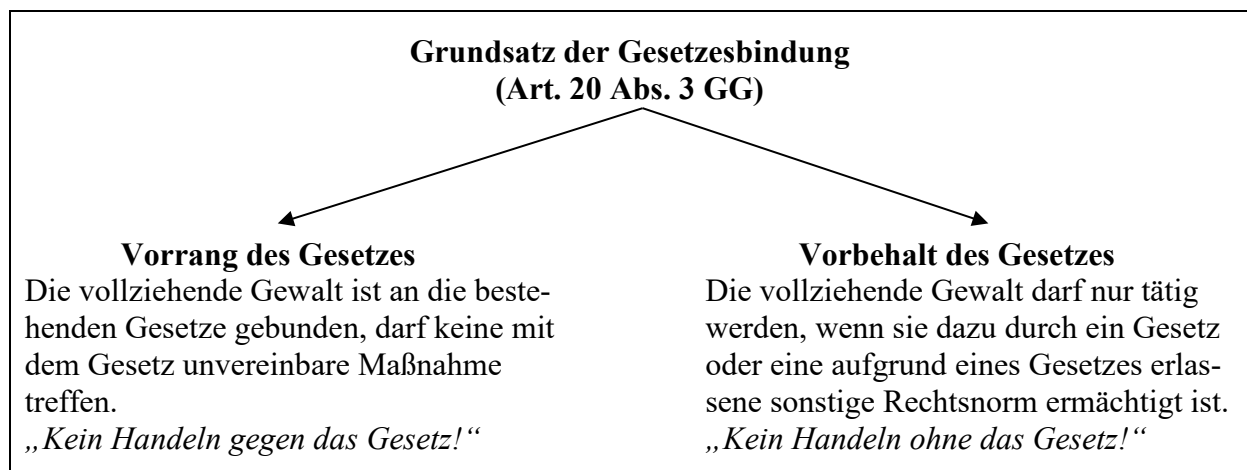 Grundsatz der Gesetzesbindung
(Art. 20 Abs. 3 GG)
Vorrang des Gesetzes
Die vollziehende Gewalt ist an die beste-
henden Gesetze gebunden, darf keine mit
dem Gesetz unvereinbare Maßnahme
treffen.
„Kein Handeln gegen das Gesetz!“
Vorbehalt des Gesetzes
Die vollziehende Gewalt darf nur tätig
werden, wenn sie dazu durch ein Gesetz
oder eine aufgrund eines Gesetzes erlas-
sene sonstige Rechtsnorm ermächtigt ist.
„Kein Handeln ohne das Gesetz!“